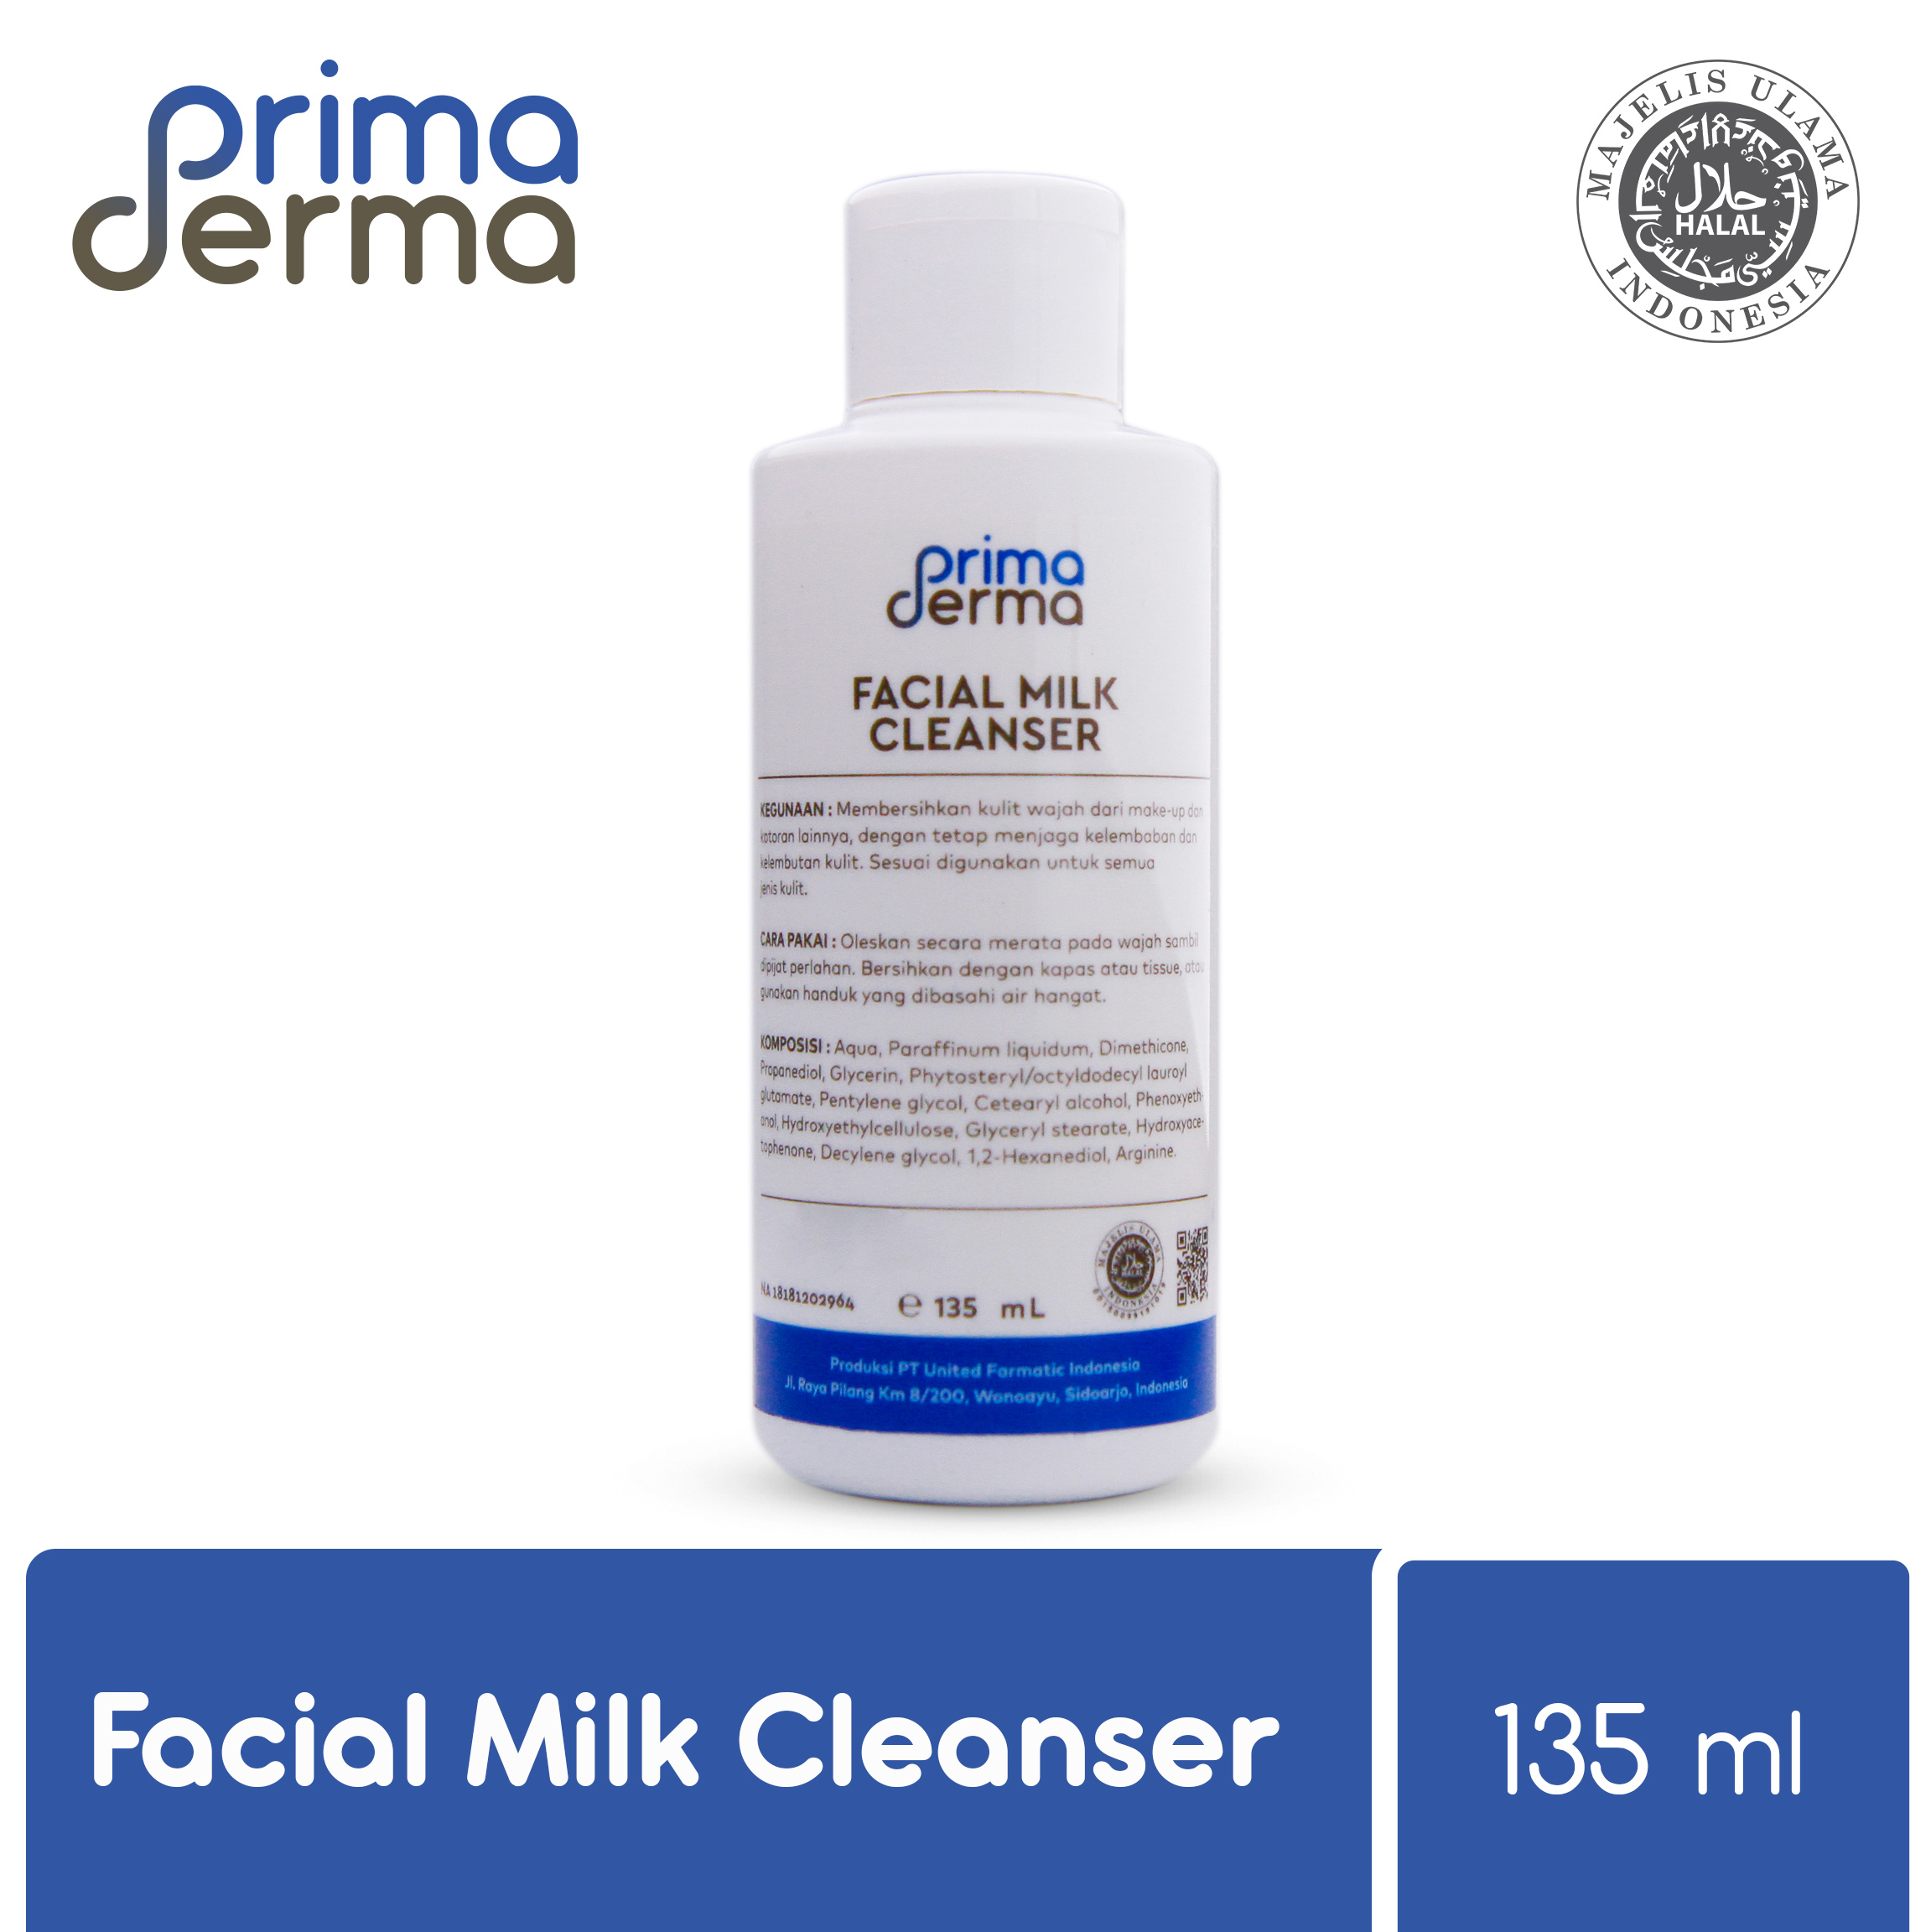 prima
derma
MAJELIS ULAMA
حلال
HALAL
INDONESIA
prima
derma
FACIAL MILK
CLEANSER
KEGUNAAN : Membersihkan kulit wajah dari make-up dan
kotoran lainnya, dengan tetap menjaga kelembaban dan
kelembutan kulit. Sesuai digunakan untuk semua
jenis kulit.
CARA PAKAI : Oleskan secara merata pada wajah sambil
dipijat perlahan. Bersihkan dengan kapas atau tissue, atau
gunakan handuk yang dibasahi air hangat.
KOMPOSISI : Aqua, Paraffinum liquidum, Dimethicone,
Propanediol, Glycerin, Phytosteryl/octyldodecyl lauroyl
glutamate, Pentylene glycol, Cetearyl alcohol, Phenoxyeth-
anol, Hydroxyethylcellulose, Glyceryl stearate, Hydroxyace-
tophenone, Decylene glycol, 1,2-Hexanediol, Arginine.
MAJELIS ULAMA
HALAL
INDONESIA
NA 18181202964
℮ 135 mL
Produksi PT United Farmatic Indonesia
Jl. Raya Pilang Km 8/200, Wonoayu, Sidoarjo, Indonesia
Facial Milk Cleanser
135 ml